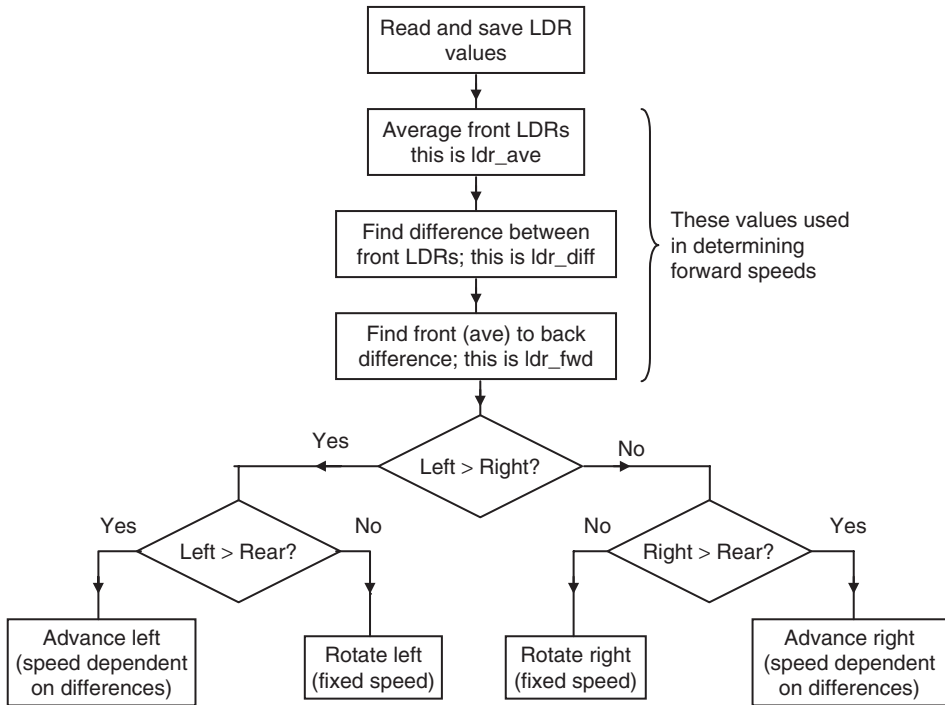 Read and save LDR
values
Average front LDRs
this is ldr_ave
Find difference between
front LDRs; this is ldr_diff
Find front (ave) to back
difference; this is ldr_fwd
These values used
in determining
forward speeds
Left > Right?
Yes
No
Left > Rear?
Yes
No
Right > Rear?
No
Yes
Advance left
(speed dependent
on differences)
Rotate left
(fixed speed)
Rotate right
(fixed speed)
Advance right
(speed dependent
on differences)